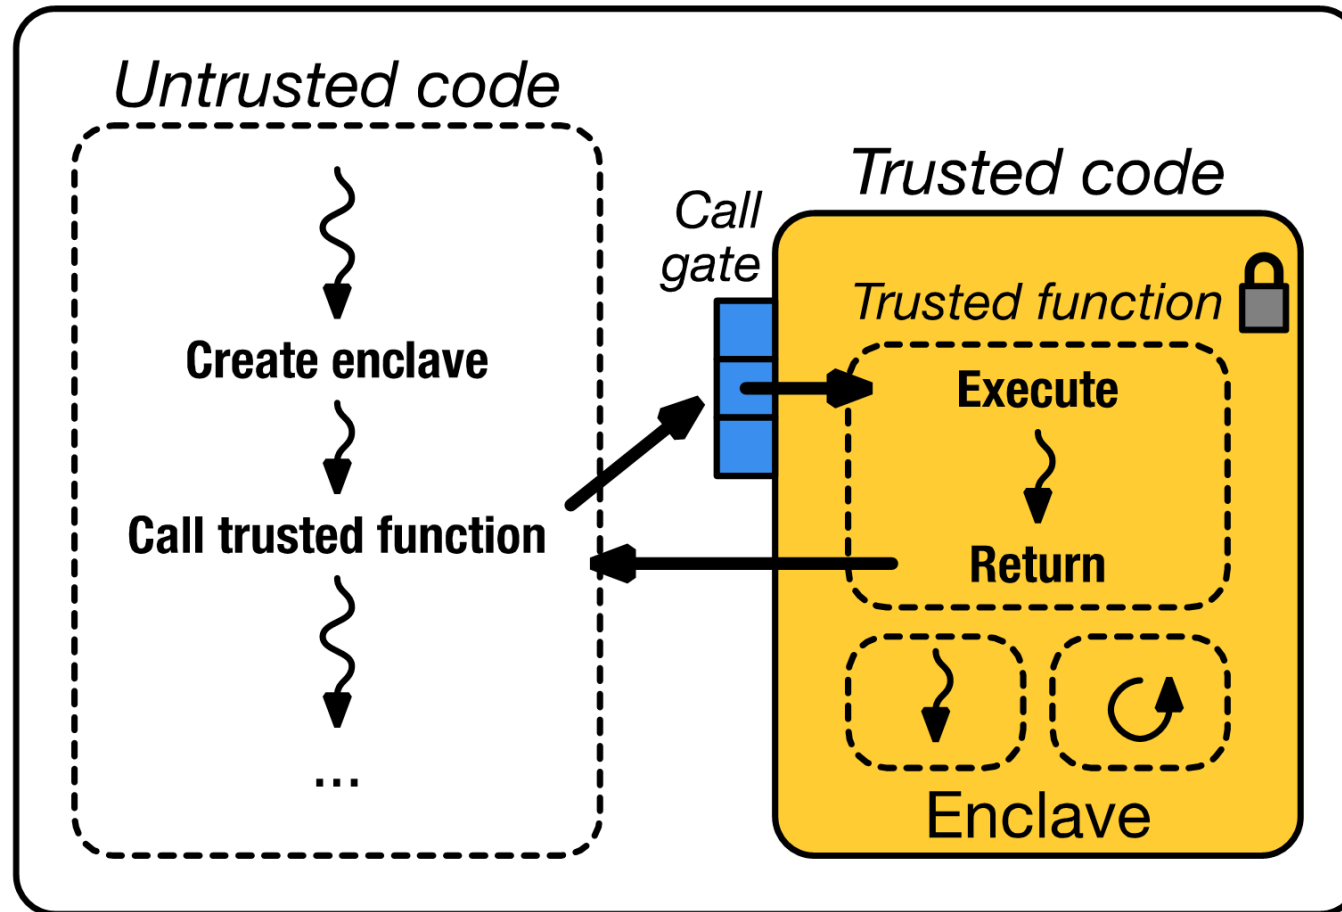 Untrusted code
Create enclave
Call trusted function
...
Call
gate
Trusted code
Trusted function
Execute
Return
Enclave